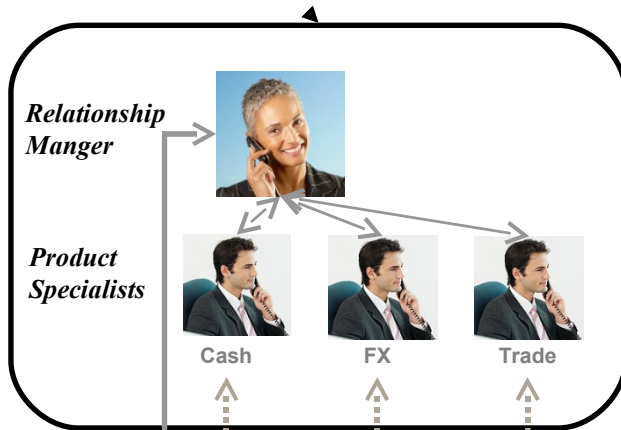 Relationship
Manger
Product
Specialists
Cash
FX
Trade